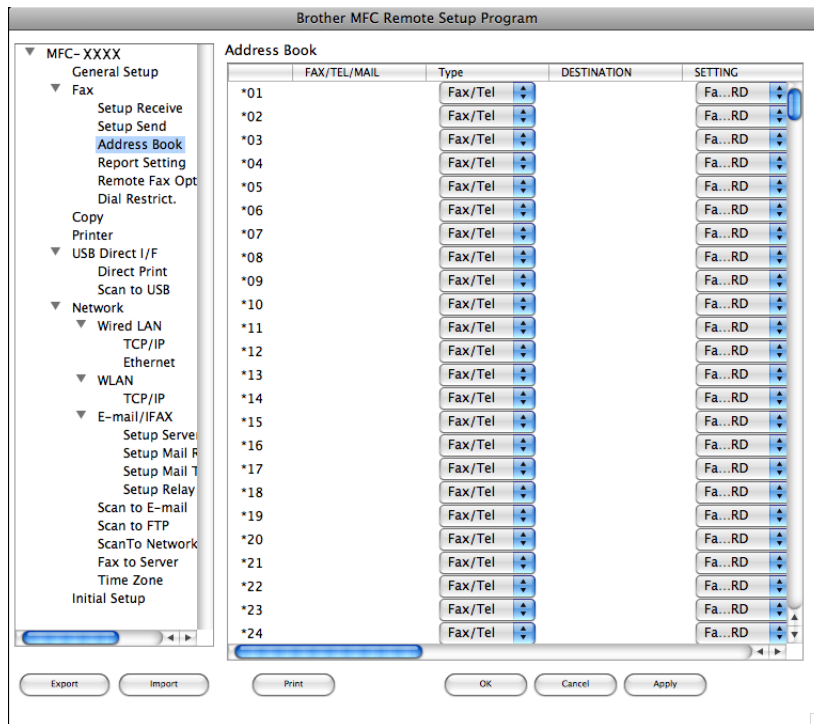 Brother MFC Remote Setup Program
MFC-XXXX
General Setup
Fax
Setup Receive
Setup Send
Address Book
Report Setting
Remote Fax Opt
Dial Restrict.
Copy
Printer
USB Direct I/F
Direct Print
Scan to USB
Network
Wired LAN
TCP/IP
Ethernet
WLAN
TCP/IP
E-mail/IFAX
Setup Server
Setup Mail R
Setup Mail T
Setup Relay
Scan to E-mail
Scan to FTP
ScanTo Network
Fax to Server
Time Zone
Initial Setup
Address Book
FAX/TEL/MAIL Type DESTINATION SETTING
*01 Fax/Tel Fa...RD
*02 Fax/Tel Fa...RD
*03 Fax/Tel Fa...RD
*04 Fax/Tel Fa...RD
*05 Fax/Tel Fa...RD
*06 Fax/Tel Fa...RD
*07 Fax/Tel Fa...RD
*08 Fax/Tel Fa...RD
*09 Fax/Tel Fa...RD
*10 Fax/Tel Fa...RD
*11 Fax/Tel Fa...RD
*12 Fax/Tel Fa...RD
*13 Fax/Tel Fa...RD
*14 Fax/Tel Fa...RD
*15 Fax/Tel Fa...RD
*16 Fax/Tel Fa...RD
*17 Fax/Tel Fa...RD
*18 Fax/Tel Fa...RD
*19 Fax/Tel Fa...RD
*20 Fax/Tel Fa...RD
*21 Fax/Tel Fa...RD
*22 Fax/Tel Fa...RD
*23 Fax/Tel Fa...RD
*24 Fax/Tel Fa...RD
Export Import Print OK Cancel Apply